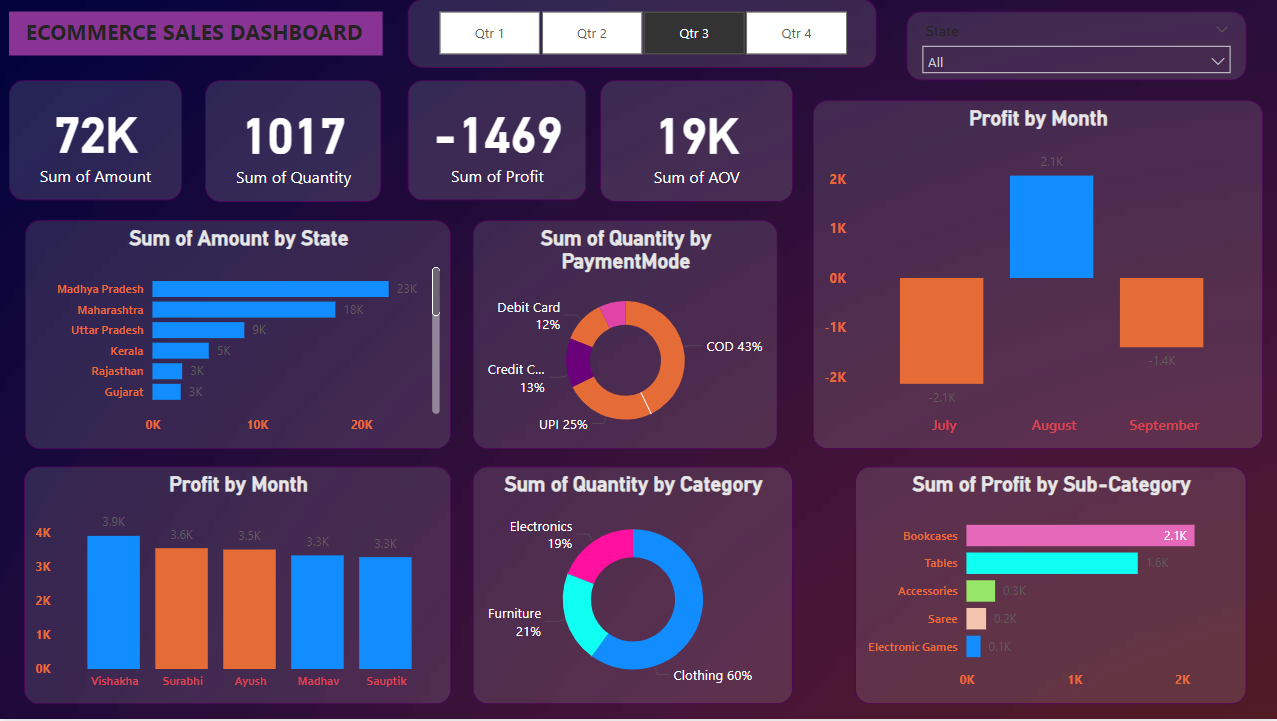 ECOMMERCE SALES DASHBOARD
Qtr 1
Qtr 2
Qtr 3
Qtr 4
State
All
72K
Sum of Amount
1017
Sum of Quantity
-1469
Sum of Profit
19K
Sum of AOV
Profit by Month
2K
1K
0K
-1K
-2K
2.1K
-2.1K
-1.4K
July
August
September
Sum of Amount by State
Madhya Pradesh
23K
Maharashtra
18K
Uttar Pradesh
9K
Kerala
5K
Rajasthan
3K
Gujarat
3K
0K
10K
20K
Sum of Quantity by
PaymentMode
Debit Card
12%
Credit C...
13%
UPI 25%
COD 43%
Profit by Month
4K
3K
2K
1K
0K
3.9K
3.6K
3.5K
3.3K
3.3K
Vishakha
Surabhi
Ayush
Madhav
Sauptik
Sum of Quantity by Category
Electronics
19%
Furniture
21%
Clothing 60%
Sum of Profit by Sub-Category
Bookcases
2.1K
Tables
1.6K
Accessories
0.3K
Saree
0.2K
Electronic Games
0.1K
0K
1K
2K